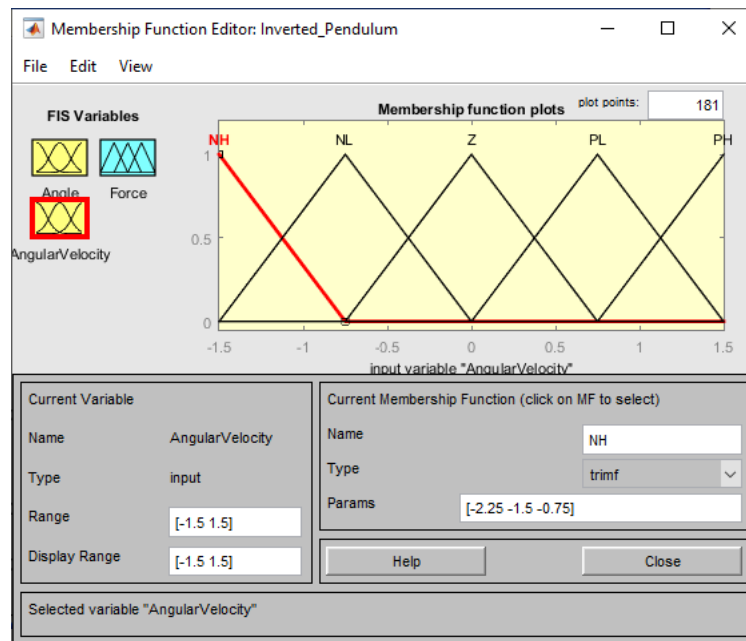 Membership Function Editor: Inverted_Pendulum
File Edit View
FIS Variables
Angle Force
AngularVelocity
Membership function plots plot points: 181
NH NL Z PL PH
1
0.5
0
-1.5 -1 -0.5 0 0.5 1 1.5
input variable "AngularVelocity"
Current Variable
Name AngularVelocity
Type input
Range [-1.5 1.5]
Display Range [-1.5 1.5]
Current Membership Function (click on MF to select)
Name NH
Type trimf
Params [-2.25 -1.5 -0.75]
Help Close
Selected variable "AngularVelocity"